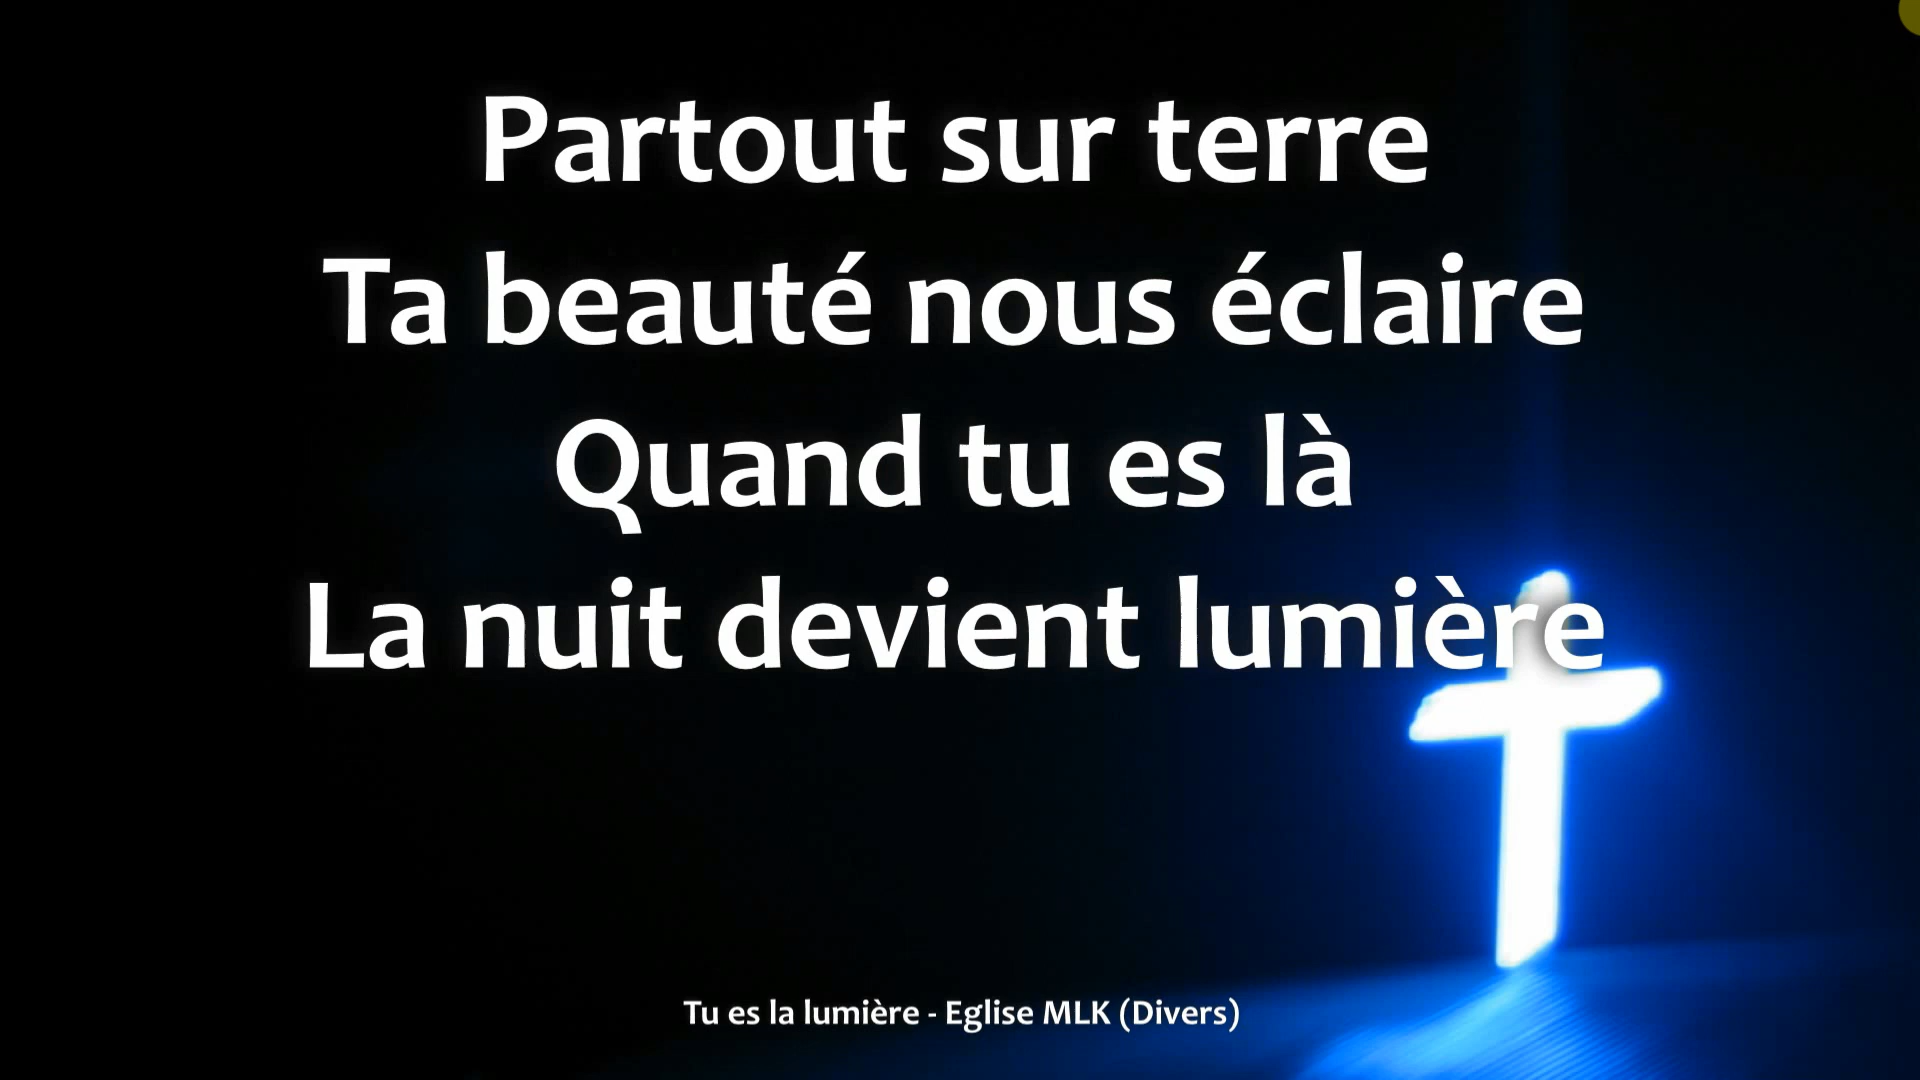 Partout sur terre
Ta beauté nous éclaire
Quand tu es là
La nuit devient lumière
Tu es la lumière - Eglise MLK (Divers)